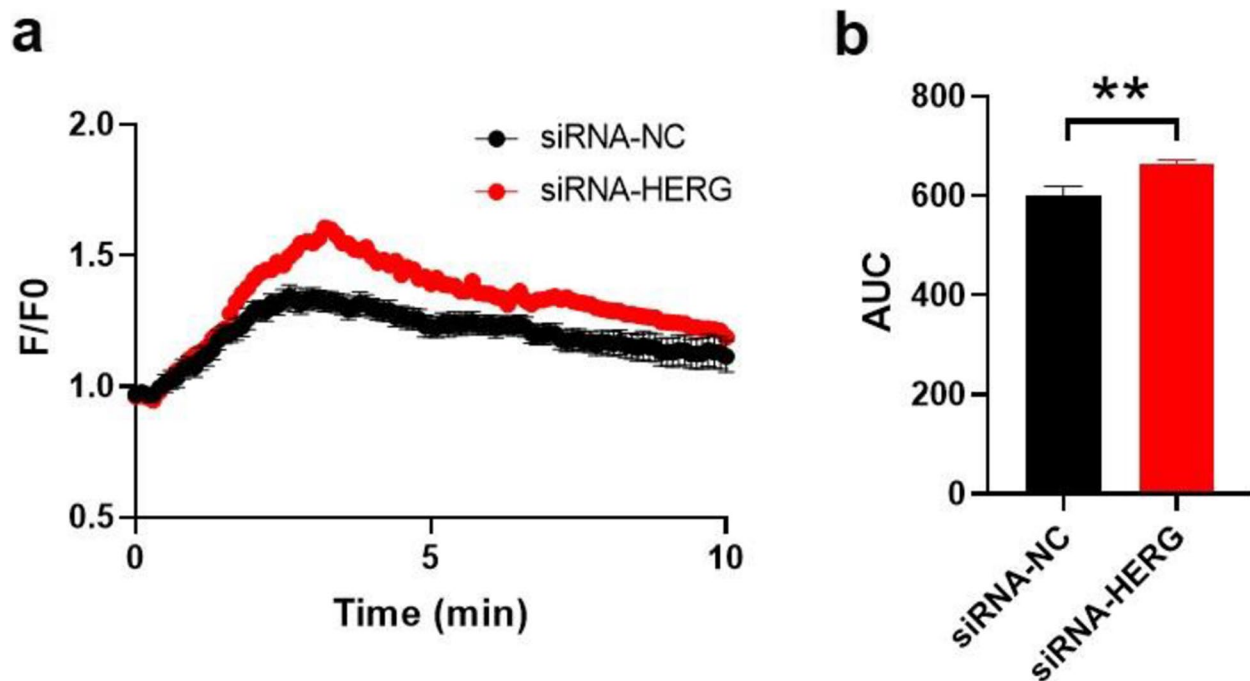 a
2.0
1.5
1.0
0.5
F/F0
0
5
10
Time (min)
siRNA-NC
siRNA-HERG
b
800
600
400
200
0
AUC
**
siRNA-NC
siRNA-HERG